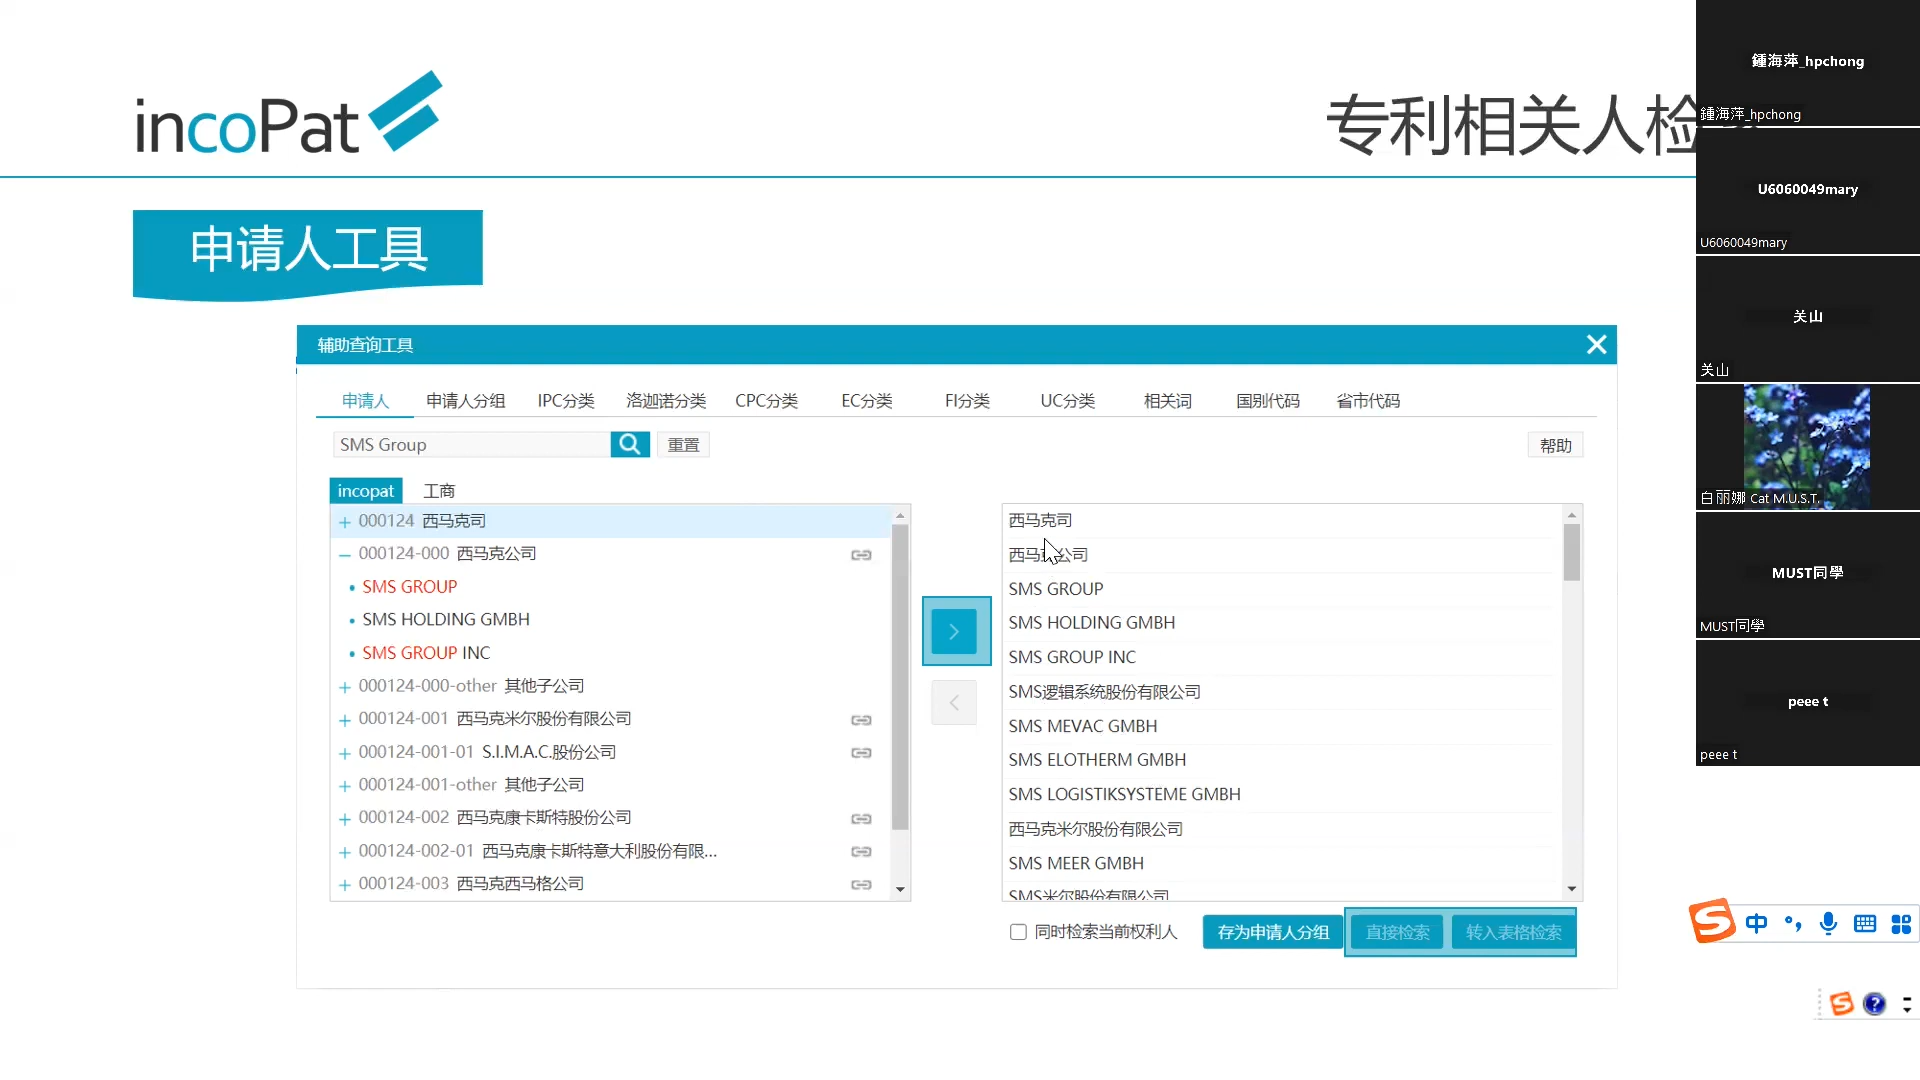 incoPat
专利相关人检
申请人工具
辅助查询工具
申请人 申请人分组 IPC分类 洛迦诺分类 CPC分类 EC分类 FI分类 UC分类 相关词 国别代码 省市代码
SMS Group 重置 帮助
incopat 工商
000124 西马克司
000124-000 西马克公司
SMS GROUP
SMS HOLDING GMBH
SMS GROUP INC
000124-000-other 其他子公司
000124-001 西马克米尔股份有限公司
000124-001-01 S.I.M.A.C.股份公司
000124-001-other 其他子公司
000124-002 西马克康卡斯特股份公司
000124-002-01 西马克康卡斯特意大利股份有限...
000124-003 西马克西马格公司
西马克司
西马克公司
SMS GROUP
SMS HOLDING GMBH
SMS GROUP INC
SMS逻辑系统股份有限公司
SMS MEVAC GMBH
SMS ELOTHERM GMBH
SMS LOGISTIKSYSTEME GMBH
西马克米尔股份有限公司
SMS MEER GMBH
SMS米尔股份有限公司
同时检索当前权利人 存为申请人分组 直接检索 转入表格检索
鍾海萍_hpchong
鍾海萍_hpchong
U6060049mary
U6060049mary
关山
关山
白丽娜 Cat M.U.S.T.
MUST同學
MUST同學
peee t
peee t
中